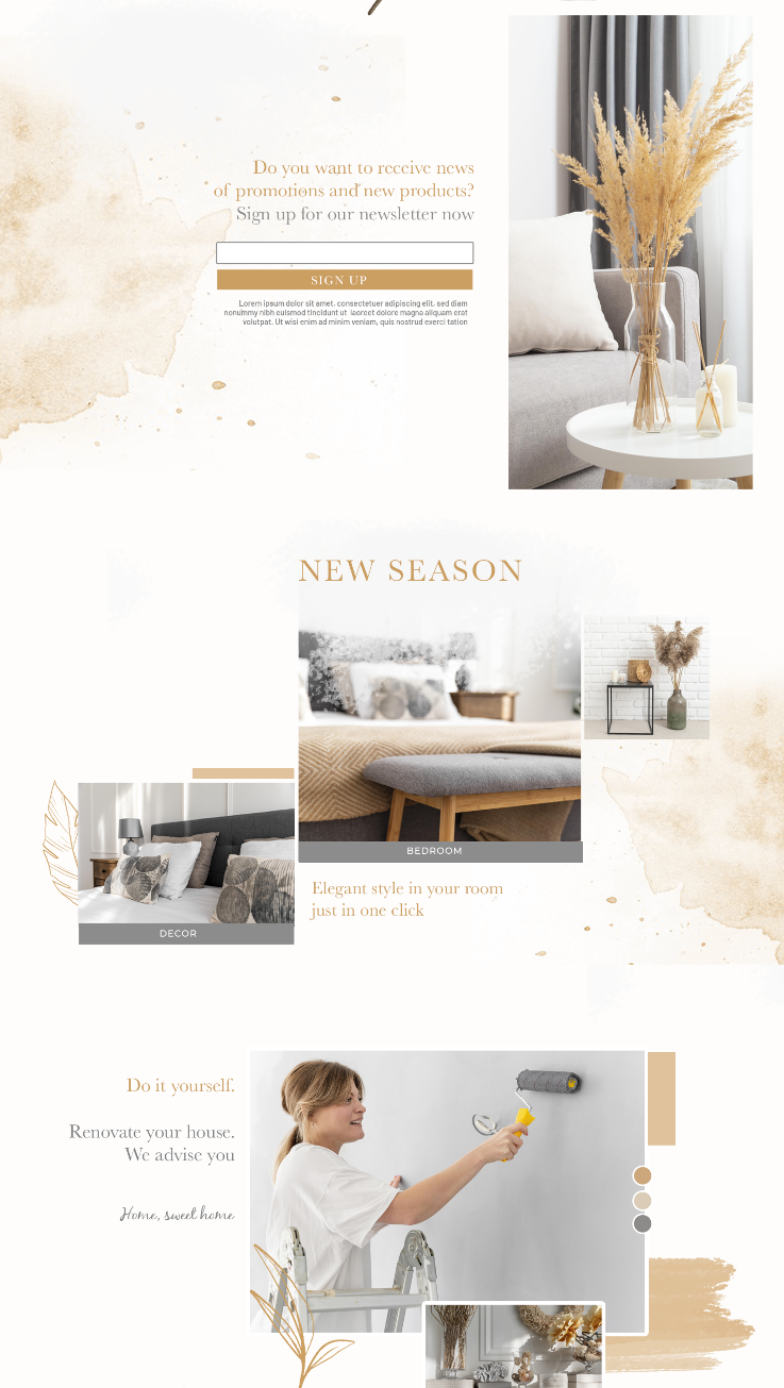 Do you want to receive news
of promotions and new products?
Sign up for our newsletter now
SIGN UP
Lorem ipsum dolor sit amet, consectetuer adipiscing elit, sed diam
nonummy nibh euismod tincidunt ut laoreet dolore magna aliquam erat
volutpat. Ut wisi enim ad minim veniam, quis nostrud exerci tation
NEW SEASON
BEDROOM
Elegant style in your room
just in one click
DECOR
Do it yourself.
Renovate your house.
We advise you
Home, sweet home